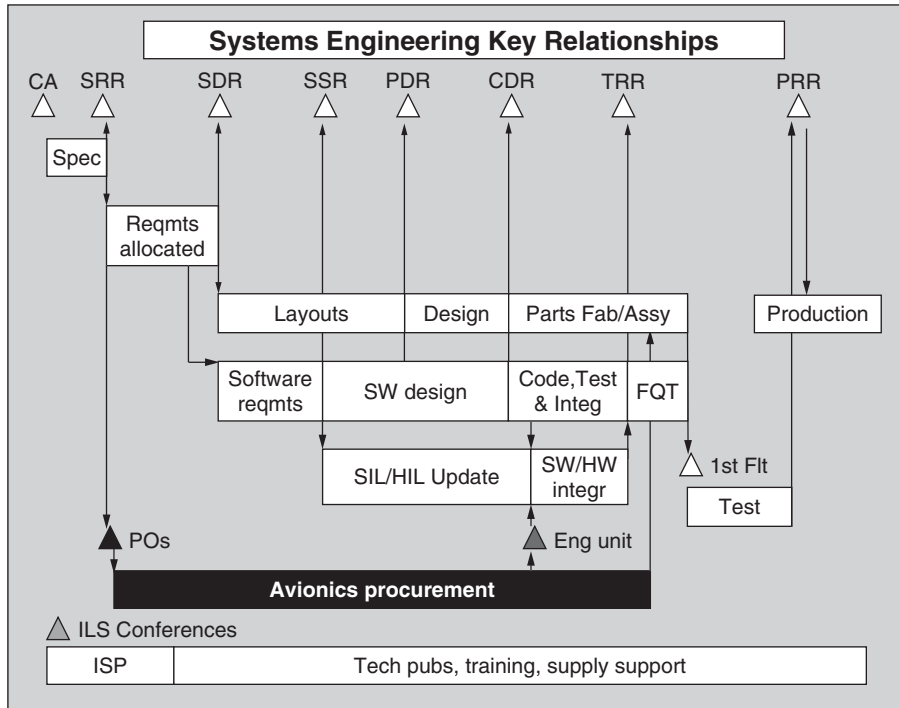 Systems Engineering Key Relationships
CA SRR SDR SSR PDR CDR TRR PRR
Spec
Reqmts
allocated
Layouts Design Parts Fab/Assy Production
Software
reqmts
SW design
Code,Test
& Integ
FQT
SIL/HIL Update
SW/HW
integr
1st Flt
Test
POs
Eng unit
Avionics procurement
ILS Conferences
ISP Tech pubs, training, supply support